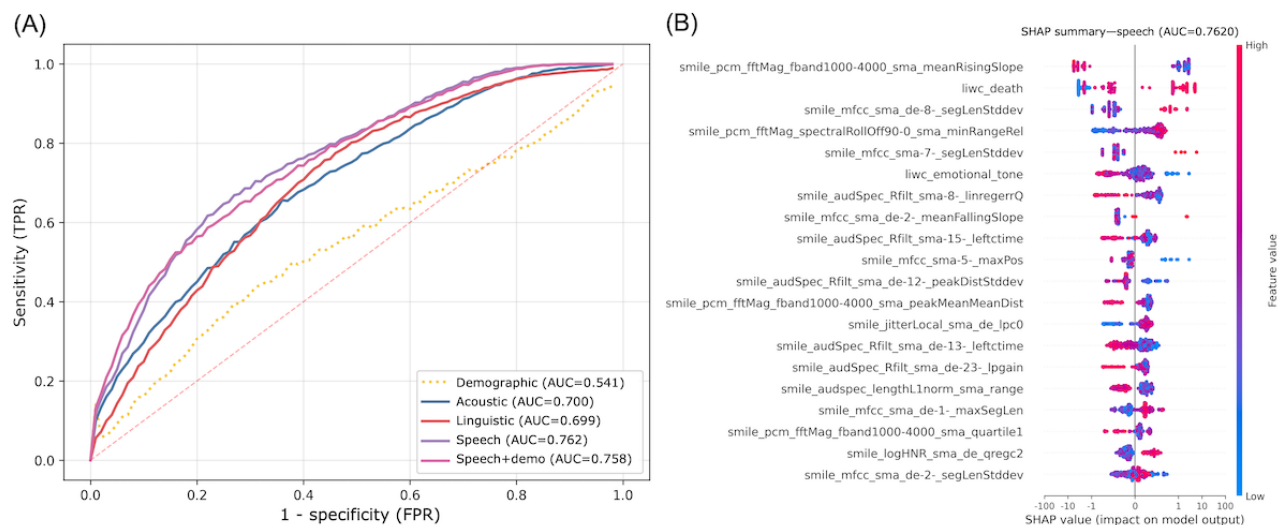 (A)
1.0
0.8
0.6
0.4
0.2
0.0
Sensitivity (TPR)
Demographic (AUC=0.541)
Acoustic (AUC=0.700)
Linguistic (AUC=0.699)
Speech (AUC=0.762)
Speech+demo (AUC=0.758)
0.0 0.2 0.4 0.6 0.8 1.0
1 - specificity (FPR)
(B)
SHAP summary—speech (AUC=0.7620)
High
smile_pcm_fftMag_fband1000-4000_sma_meanRisingSlope
liwc_death
smile_mfcc_sma_de-8-_segLenStddev
smile_pcm_fftMag_spectralRollOff90-0_sma_minRangeRel
smile_mfcc_sma-7-_segLenStddev
liwc_emotional_tone
smile_audSpec_Rfilt_sma-8-_linregerrQ
smile_mfcc_sma_de-2-_meanFallingSlope
smile_audSpec_Rfilt_sma-15-_leftctime
smile_mfcc_sma-5-_maxPos
smile_audSpec_Rfilt_sma_de-12-_peakDistStddev
smile_pcm_fftMag_fband1000-4000_sma_peakMeanMeanDist
smile_jitterLocal_sma_de_lpc0
smile_audSpec_Rfilt_sma_de-13-_leftctime
smile_audSpec_Rfilt_sma_de-23-_lpgain
smile_audspec_lengthL1norm_sma_range
smile_mfcc_sma_de-1-_maxSegLen
smile_pcm_fftMag_fband1000-4000_sma_quartile1
smile_logHNR_sma_de_qregc2
smile_mfcc_sma_de-2-_segLenStddev
Feature value
Low
-100 -10 -1 0 1 10 100
SHAP value (impact on model output)